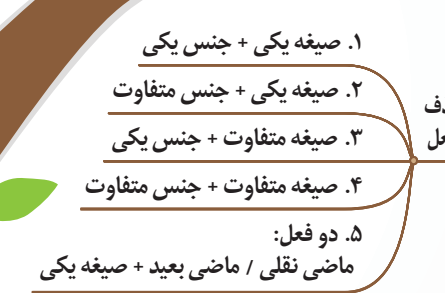 ۱. صیغه یکی + جنس یکی
۲. صیغه یکی + جنس متفاوت
۳. صیغه متفاوت + جنس یکی
۴. صیغه متفاوت + جنس متفاوت
۵. دو فعل:
ماضی نقلی / ماضی بعید + صیغه یکی